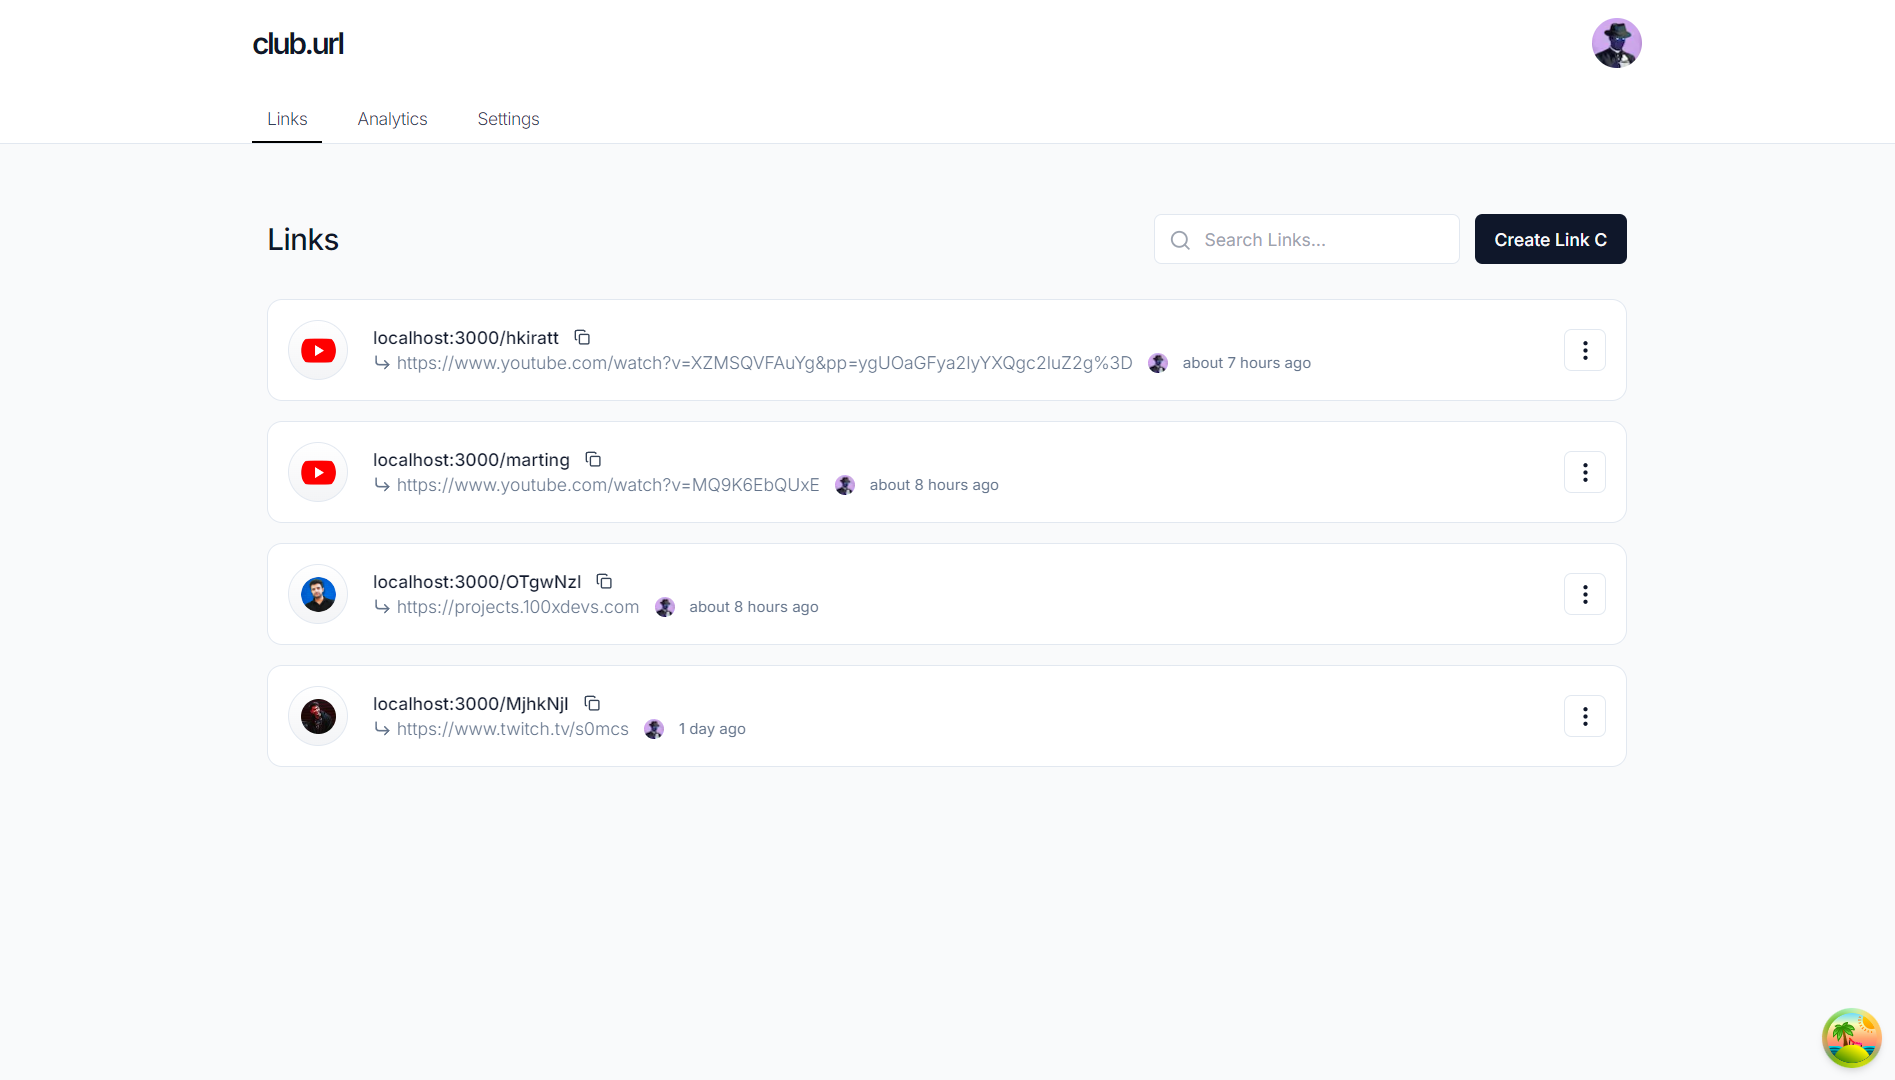 club.url
Links Analytics Settings
Links
Search Links...
Create Link C
localhost:3000/hkiratt
https://www.youtube.com/watch?v=XZMSQVFAuYg&pp=ygUOaGFya2lyYXQgc2luZ2g%3D about 7 hours ago
localhost:3000/marting
https://www.youtube.com/watch?v=MQ9K6EbQUxE about 8 hours ago
localhost:3000/OTgwNzI
https://projects.100xdevs.com about 8 hours ago
localhost:3000/MjhkNjI
https://www.twitch.tv/s0mcs 1 day ago